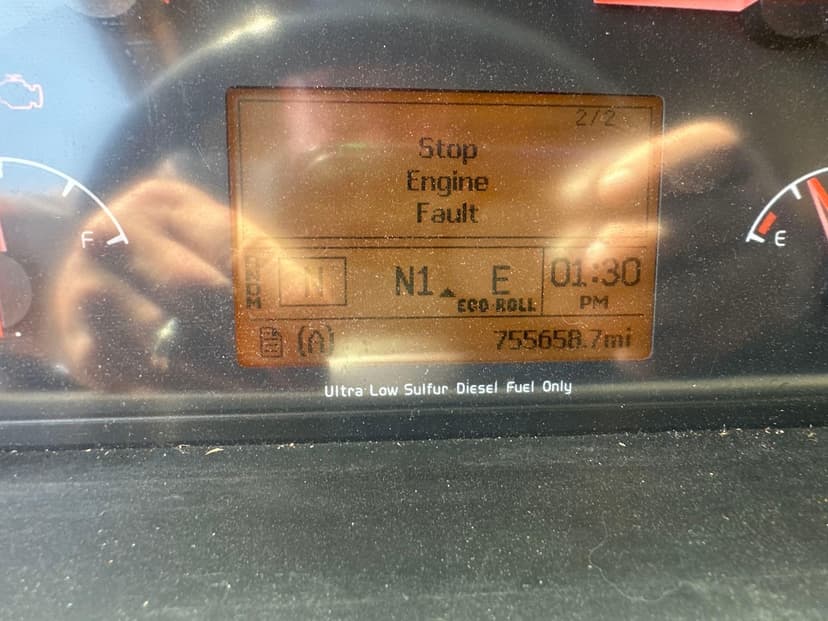 2/2
Stop
Engine
Fault
N
N1 E
ECO-ROLL
01:30
PM
(A)
755658.7mi
F
E
Ultra Low Sulfur Diesel Fuel Only